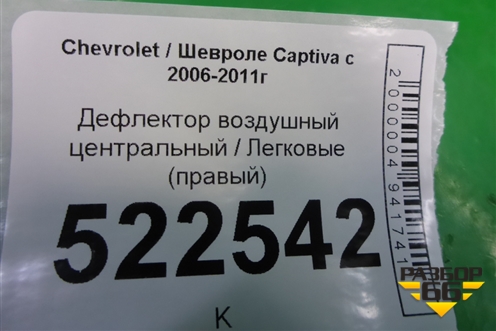 Chevrolet / Шевроле Captiva с
2006-2011г
Дефлектор воздушный
центральный / Легковые
(правый)
522542
К
2000004941741
РАЗБОР
66